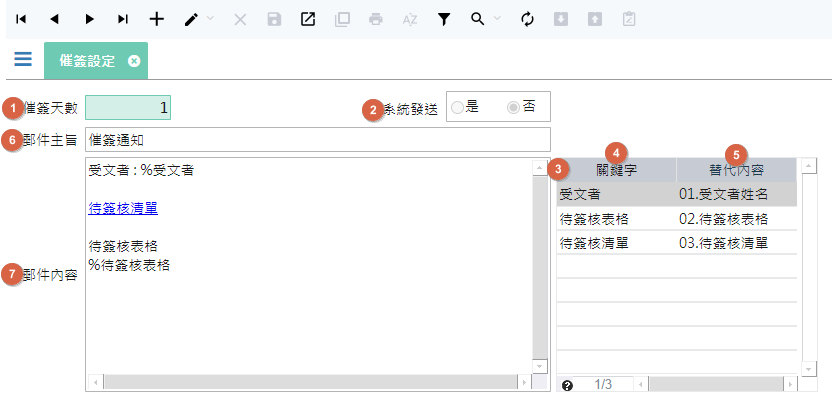 催簽設定
1 催簽天數 1 2 系統發送 是 否
6 郵件主旨 催簽通知
受文者 : %受文者
待簽核清單
待簽核表格
%待簽核表格
7 郵件內容
3 4 關鍵字 5 替代內容
受文者 01.受文者姓名
待簽核表格 02.待簽核表格
待簽核清單 03.待簽核清單
? 1/3